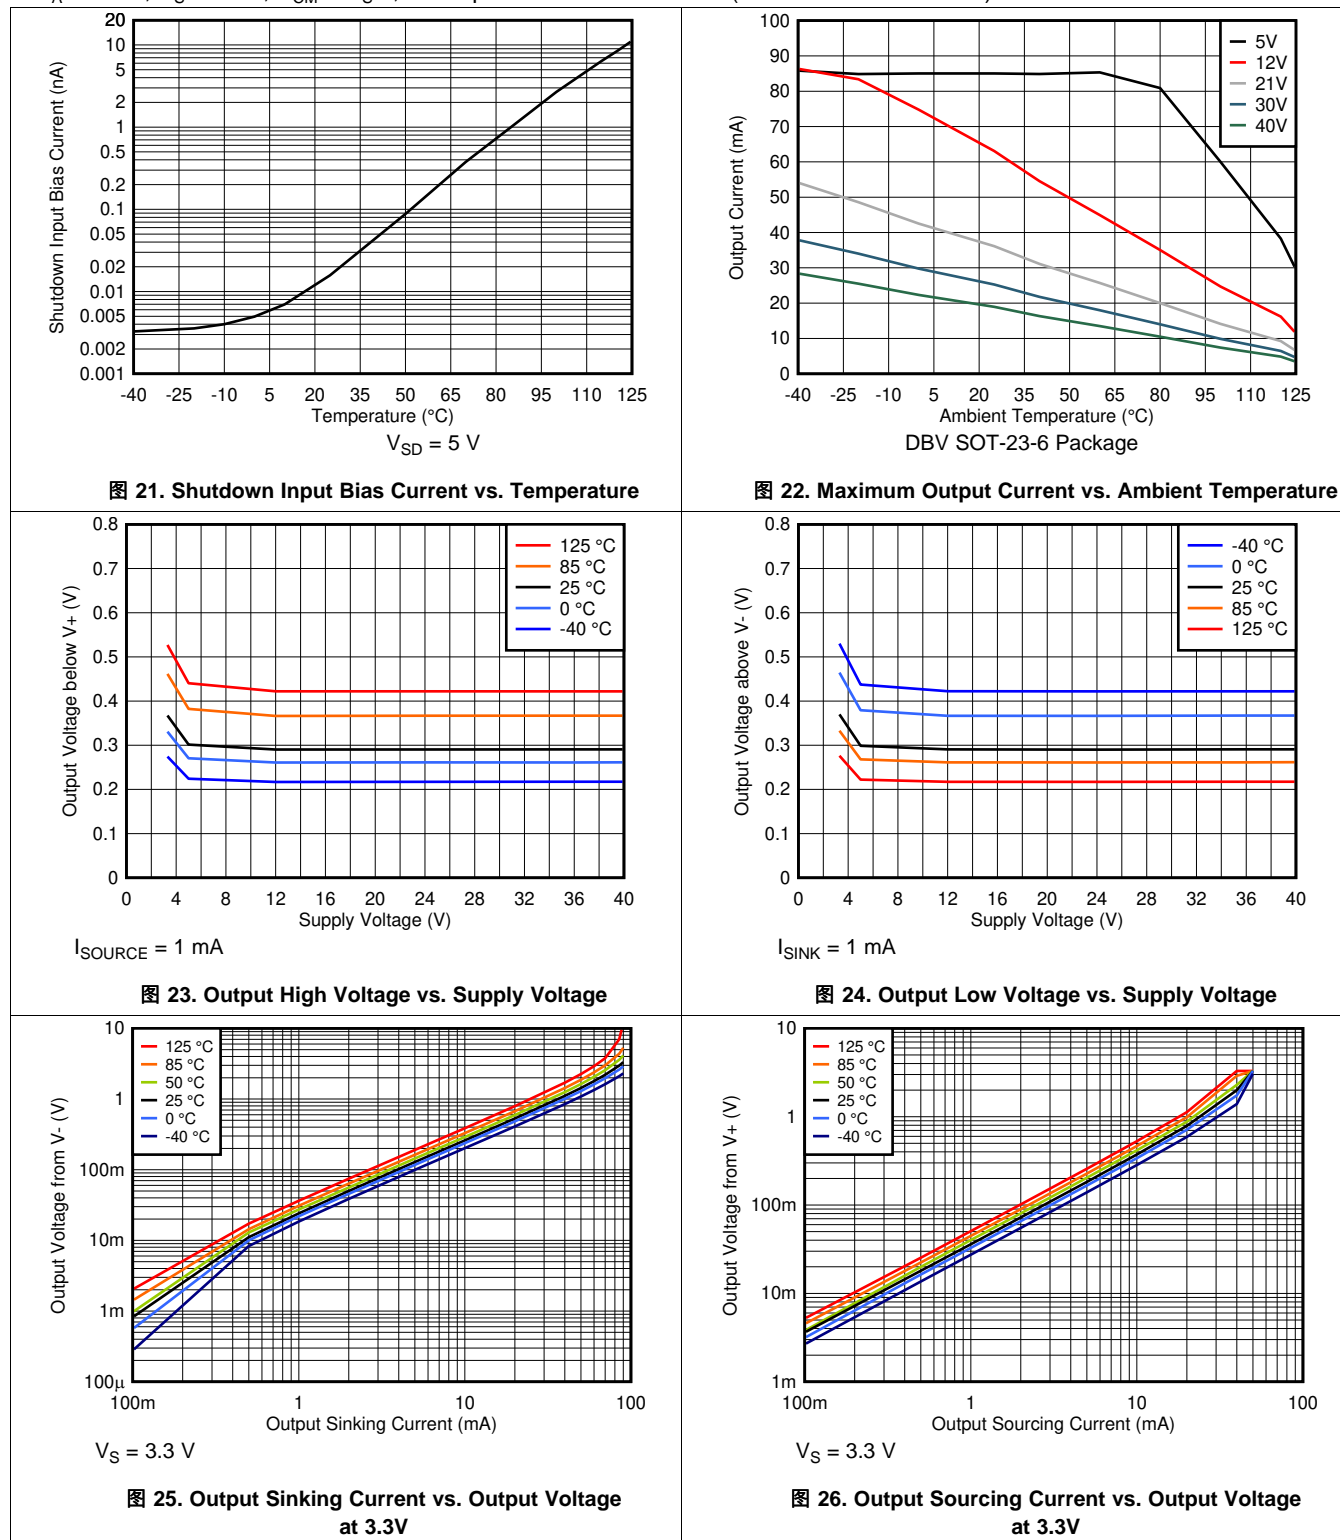 20
10
5
2
1
0.5
0.2
0.1
0.05
0.02
0.01
0.005
0.002
0.001
Shutdown Input Bias Current (nA)
-40 -25 -10 5 20 35 50 65 80 95 110 125
Temperature (°C)
V_SD = 5 V
图 21. Shutdown Input Bias Current vs. Temperature
100
90
80
70
60
50
40
30
20
10
0
Output Current (mA)
5V
12V
21V
30V
40V
-40 -25 -10 5 20 35 50 65 80 95 110 125
Ambient Temperature (°C)
DBV SOT-23-6 Package
图 22. Maximum Output Current vs. Ambient Temperature
0.8
0.7
0.6
0.5
0.4
0.3
0.2
0.1
0
Output Voltage below V+ (V)
125 °C
85 °C
25 °C
0 °C
-40 °C
0 4 8 12 16 20 24 28 32 36 40
Supply Voltage (V)
I_SOURCE = 1 mA
图 23. Output High Voltage vs. Supply Voltage
0.8
0.7
0.6
0.5
0.4
0.3
0.2
0.1
0
Output Voltage above V- (V)
-40 °C
0 °C
25 °C
85 °C
125 °C
0 4 8 12 16 20 24 28 32 36 40
Supply Voltage (V)
I_SINK = 1 mA
图 24. Output Low Voltage vs. Supply Voltage
10
1
100m
10m
1m
100µ
Output Voltage from V- (V)
125 °C
85 °C
50 °C
25 °C
0 °C
-40 °C
100m 1 10 100
Output Sinking Current (mA)
V_S = 3.3 V
图 25. Output Sinking Current vs. Output Voltage
at 3.3V
10
1
100m
10m
1m
Output Voltage from V+ (V)
125 °C
85 °C
50 °C
25 °C
0 °C
-40 °C
100m 1 10 100
Output Sourcing Current (mA)
V_S = 3.3 V
图 26. Output Sourcing Current vs. Output Voltage
at 3.3V